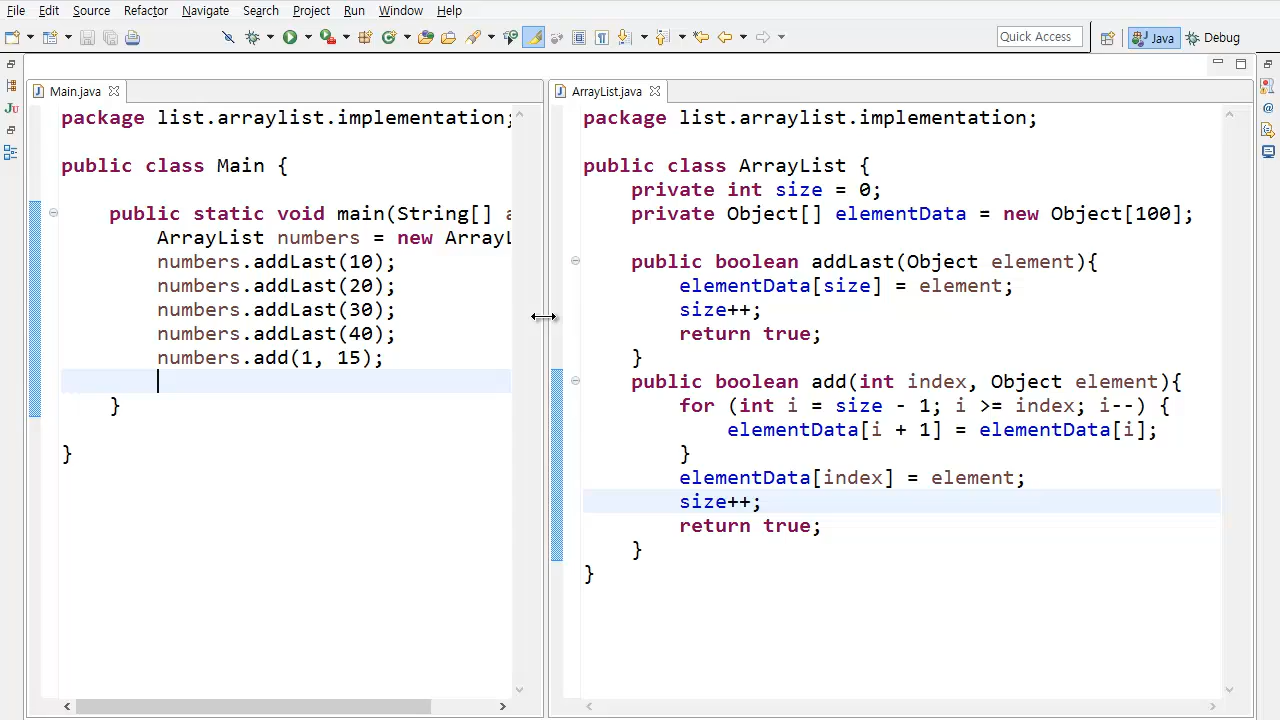 File Edit Source Refactor Navigate Search Project Run Window Help
Quick Access Java Debug
Main.java
package list.arraylist.implementation;
public class Main {
public static void main(String[] a
ArrayList numbers = new ArrayL
numbers.addLast(10);
numbers.addLast(20);
numbers.addLast(30);
numbers.addLast(40);
numbers.add(1, 15);
}
}
ArrayList.java
package list.arraylist.implementation;
public class ArrayList {
private int size = 0;
private Object[] elementData = new Object[100];
public boolean addLast(Object element){
elementData[size] = element;
size++;
return true;
}
public boolean add(int index, Object element){
for (int i = size - 1; i >= index; i--) {
elementData[i + 1] = elementData[i];
}
elementData[index] = element;
size++;
return true;
}
}